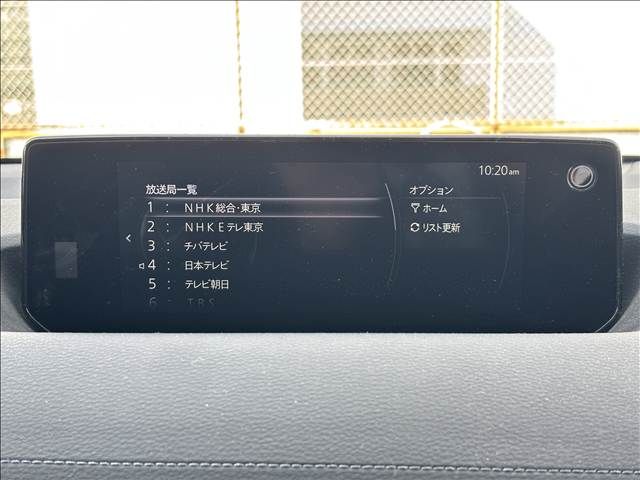 10:20am
放送局一覧
オプション
1 : NHK総合・東京
ホーム
2 : NHKEテレ東京
リスト更新
3 : チバテレビ
4 : 日本テレビ
5 : テレビ朝日
6 : TBS